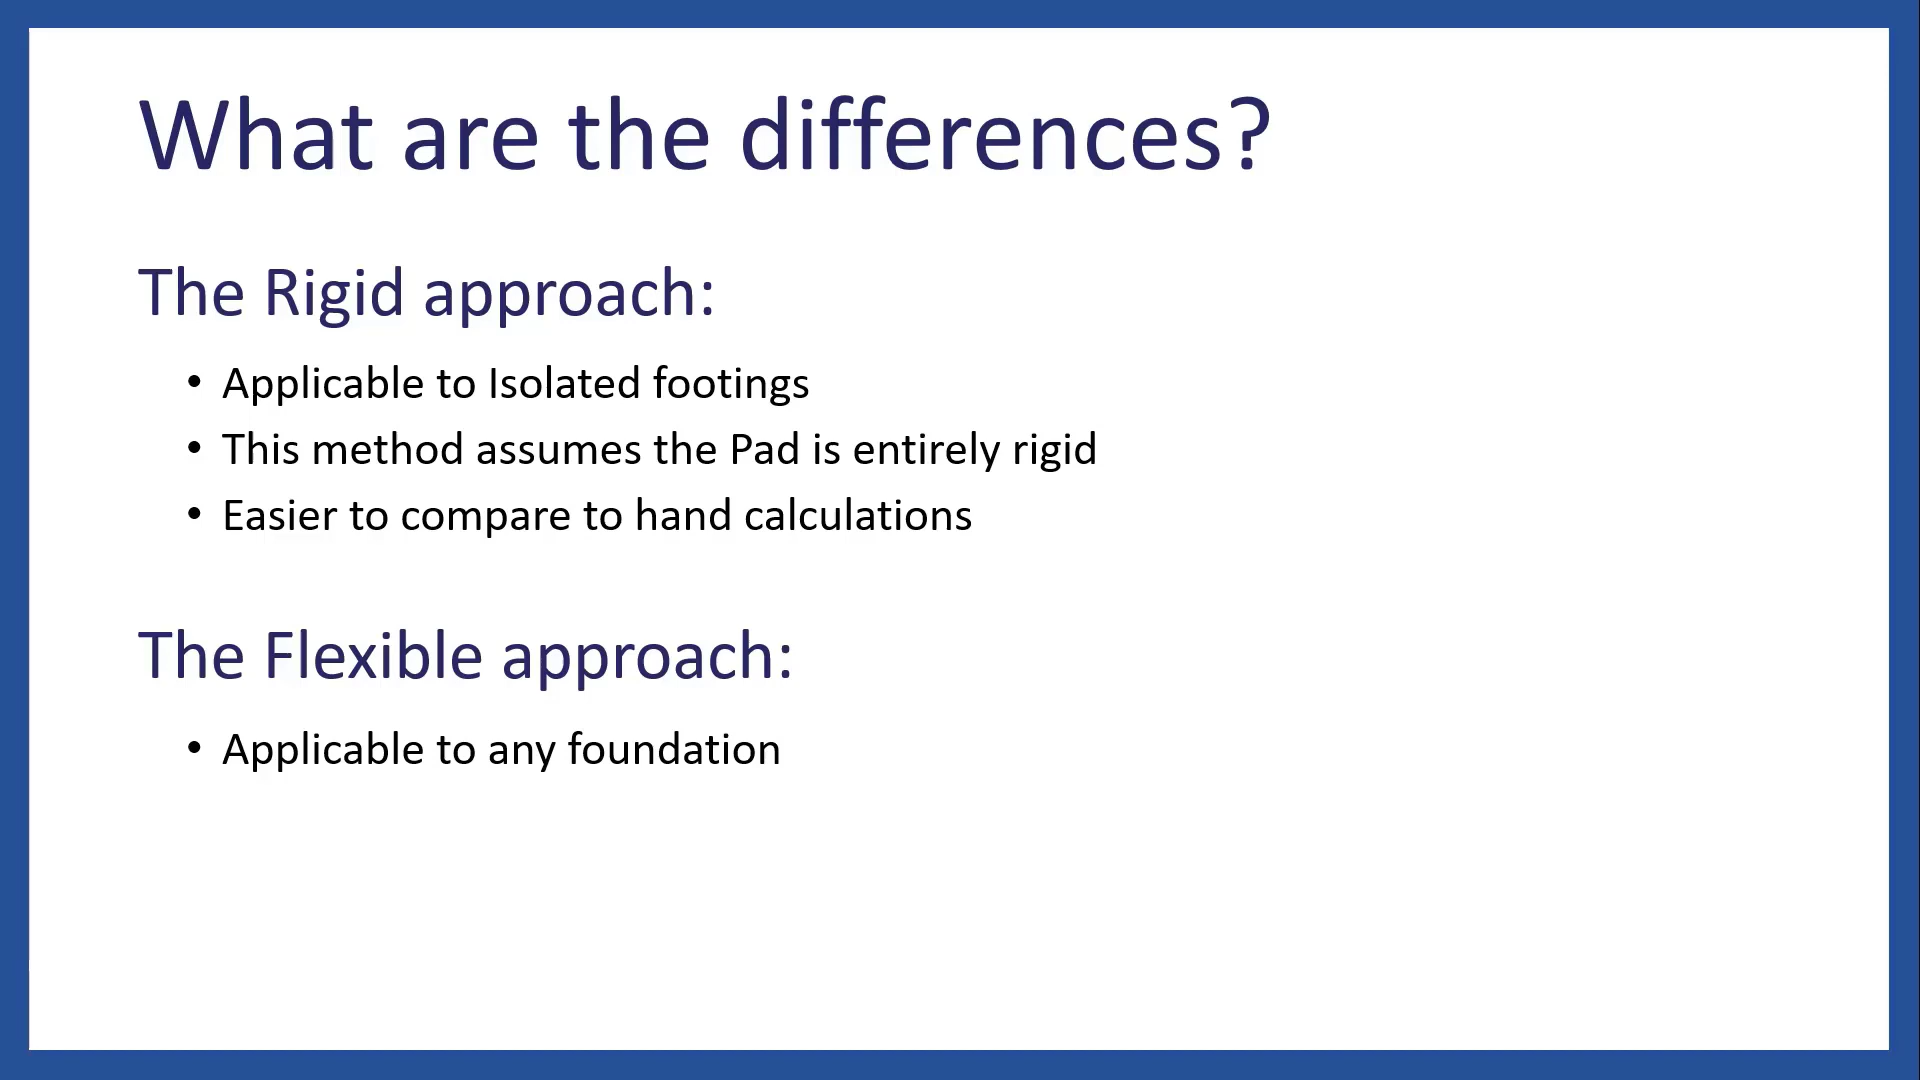 What are the differences?
The Rigid approach:
• Applicable to Isolated footings
• This method assumes the Pad is entirely rigid
• Easier to compare to hand calculations
The Flexible approach:
• Applicable to any foundation